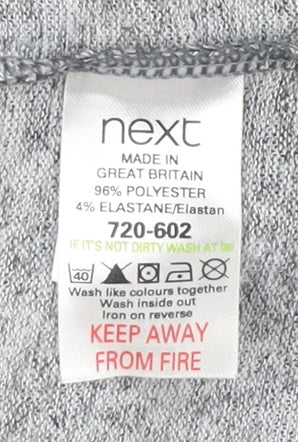 next
MADE IN
GREAT BRITAIN
96% POLYESTER
4% ELASTANE/Elastan
720-602
IF IT'S NOT DIRTY WASH AT 30
40
Wash like colours together
Wash inside out
Iron on reverse
KEEP AWAY
FROM FIRE